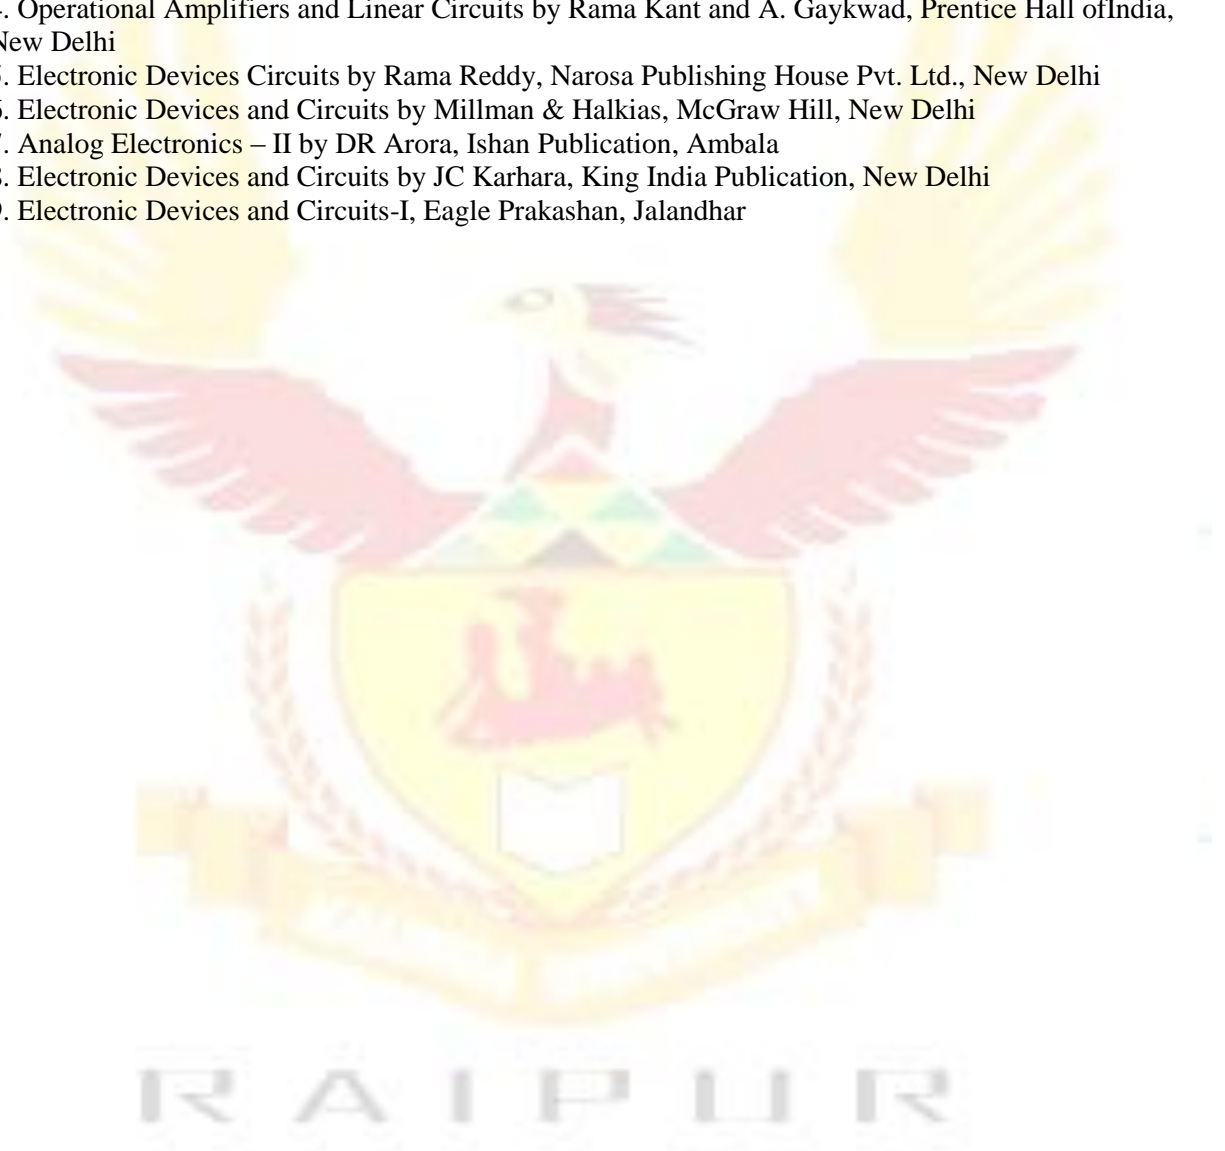 . Operational Amplifiers and Linear Circuits by Rama Kant and A. Gaykwad, Prentice Hall ofIndia,
New Delhi
. Electronic Devices Circuits by Rama Reddy, Narosa Publishing House Pvt. Ltd., New Delhi
. Electronic Devices and Circuits by Millman & Halkias, McGraw Hill, New Delhi
. Analog Electronics – II by DR Arora, Ishan Publication, Ambala
. Electronic Devices and Circuits by JC Karhara, King India Publication, New Delhi
. Electronic Devices and Circuits-I, Eagle Prakashan, Jalandhar
RAIPUR